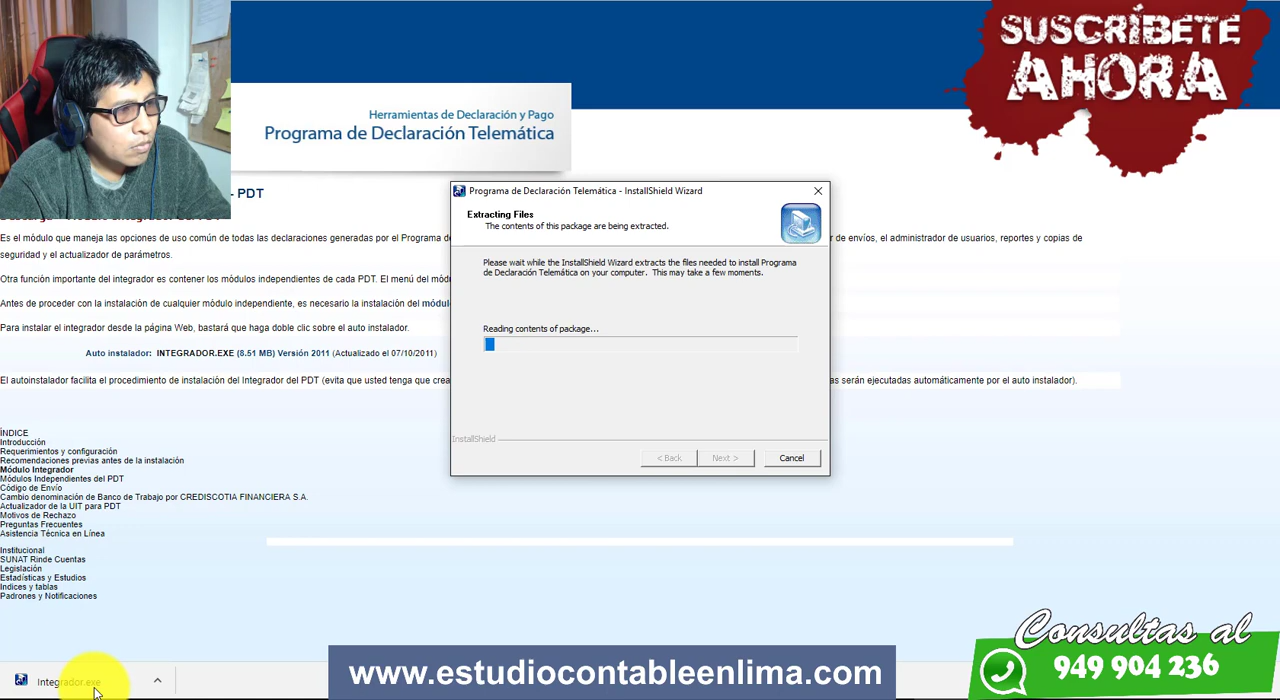 SUSCRÍBETE
AHORA
Herramientas de Declaración y Pago
Programa de Declaración Telemática
- PDT
Es el módulo que maneja las opciones de uso común de todas las declaraciones generadas por el Programa de
r de envíos, el administrador de usuarios, reportes y copias de
seguridad y el actualizador de parámetros.
Otra función importante del integrador es contener los módulos independientes de cada PDT. El menú del mód
Antes de proceder con la instalación de cualquier módulo independiente, es necesario la instalación del módulo
Para instalar el integrador desde la página Web, bastará que haga doble clic sobre el auto instalador.
Auto instalador: INTEGRADOR.EXE (8.51 MB) Versión 2011 (Actualizado el 07/10/2011)
El autoinstalador facilita el procedimiento de instalación del Integrador del PDT (evita que usted tenga que crea
as serán ejecutadas automáticamente por el auto instalador).
Programa de Declaración Telemática - InstallShield Wizard
Extracting Files
The contents of this package are being extracted.
Please wait while the InstallShield Wizard extracts the files needed to install Programa
de Declaración Telemática on your computer. This may take a few moments.
Reading contents of package...
InstallShield
< Back
Next >
Cancel
ÍNDICE
Introducción
Requerimientos y configuración
Recomendaciones previas antes de la instalación
Módulo Integrador
Módulos Independientes del PDT
Código de Envío
Cambio denominación de Banco de Trabajo por CREDISCOTIA FINANCIERA S.A.
Actualizador de la UIT para PDT
Motivos de Rechazo
Preguntas Frecuentes
Asistencia Técnica en Línea
Institucional
SUNAT Rinde Cuentas
Legislación
Estadísticas y Estudios
Indices y tablas
Padrones y Notificaciones
Integrador.exe
www.estudiocontableenlima.com
Consultas al
949 904 236